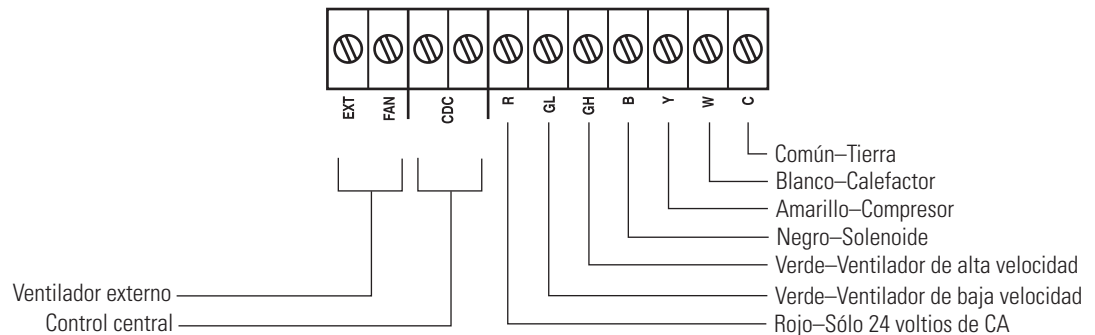 EXT
FAN
CDC
R
GL
GH
B
Y
W
C
Común–Tierra
Blanco–Calefactor
Amarillo–Compresor
Negro–Solenoide
Verde–Ventilador de alta velocidad
Verde–Ventilador de baja velocidad
Rojo–Sólo 24 voltios de CA
Ventilador externo
Control central